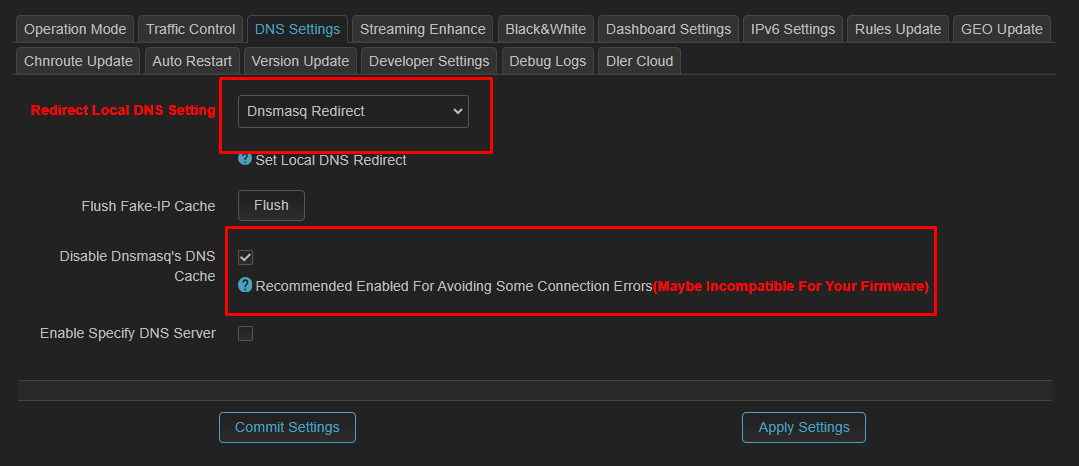 Operation Mode Traffic Control DNS Settings Streaming Enhance Black&White Dashboard Settings IPv6 Settings Rules Update GEO Update
Chnroute Update Auto Restart Version Update Developer Settings Debug Logs Dler Cloud
Redirect Local DNS Setting Dnsmasq Redirect
? Set Local DNS Redirect
Flush Fake-IP Cache Flush
Disable Dnsmasq's DNS
Cache
? Recommended Enabled For Avoiding Some Connection Errors(Maybe Incompatible For Your Firmware)
Enable Specify DNS Server
Commit Settings Apply Settings